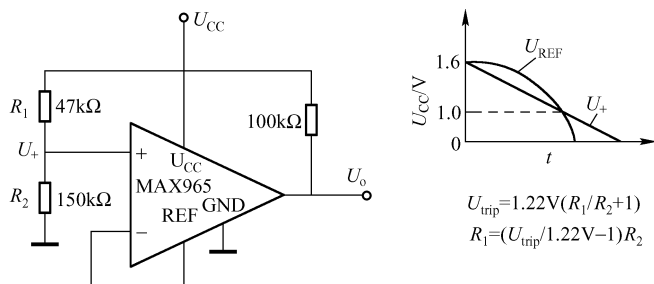 U_CC
R_1
47kΩ
100kΩ
U_+
+
U_CC
MAX965
REF
GND
−
U_o
R_2
150kΩ
U_CC/V
1.6
1.0
0
U_REF
U_+
t
U_trip=1.22V(R_1/R_2+1)
R_1=(U_trip/1.22V−1)R_2